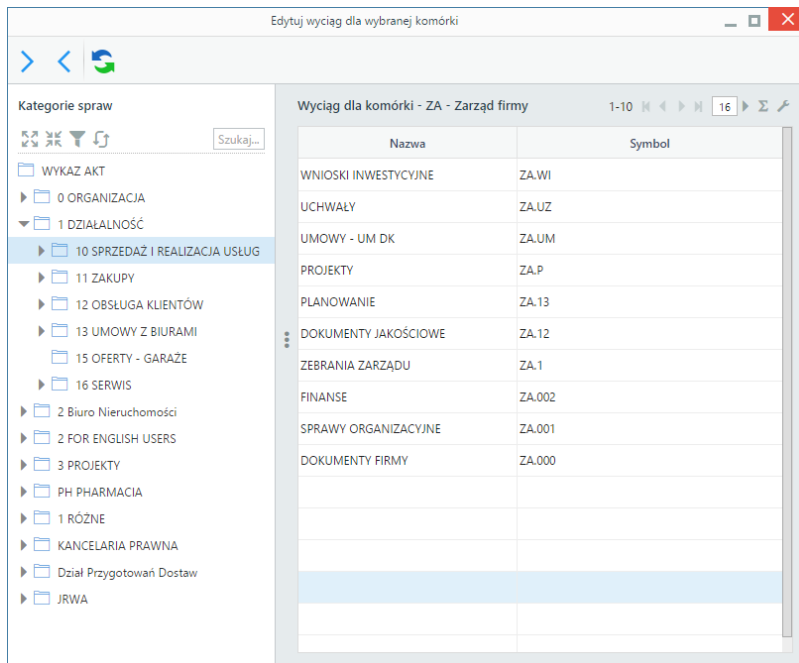 Edytuj wyciąg dla wybranej komórki
Kategorie spraw
Szukaj...
WYKAZ AKT
0 ORGANIZACJA
1 DZIAŁALNOŚĆ
10 SPRZEDAŻ I REALIZACJA USŁUG
11 ZAKUPY
12 OBSŁUGA KLIENTÓW
13 UMOWY Z BIURAMI
15 OFERTY - GARAŻE
16 SERWIS
2 Biuro Nieruchomości
2 FOR ENGLISH USERS
3 PROJEKTY
PH PHARMACIA
1 RÓŻNE
KANCELARIA PRAWNA
Dział Przygotowań Dostaw
JRWA
Wyciąg dla komórki - ZA - Zarząd firmy 1-10 16 Σ
Nazwa Symbol
WNIOSKI INWESTYCYJNE ZA.WI
UCHWAŁY ZA.UZ
UMOWY - UM DK ZA.UM
PROJEKTY ZA.P
PLANOWANIE ZA.13
DOKUMENTY JAKOŚCIOWE ZA.12
ZEBRANIA ZARZĄDU ZA.1
FINANSE ZA.002
SPRAWY ORGANIZACYJNE ZA.001
DOKUMENTY FIRMY ZA.000